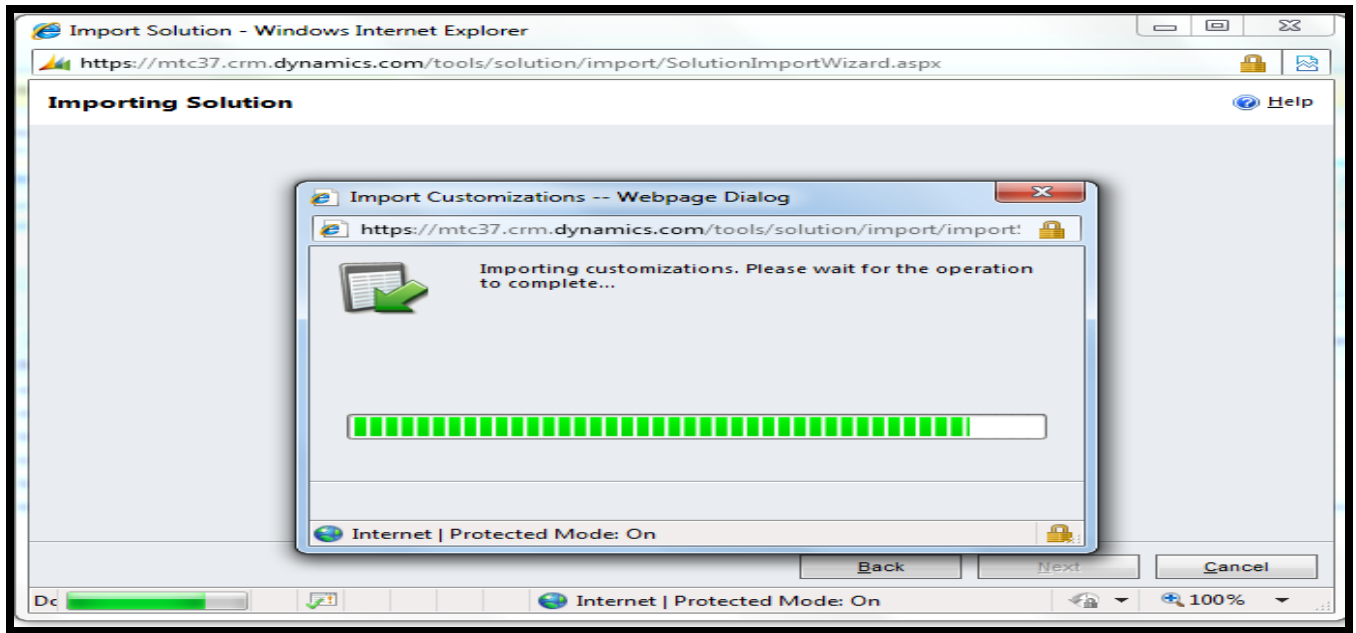 Import Solution - Windows Internet Explorer
https://mtc37.crm.dynamics.com/tools/solution/import/SolutionImportWizard.aspx
Importing Solution
Help
Import Customizations -- Webpage Dialog
https://mtc37.crm.dynamics.com/tools/solution/import/import
Importing customizations. Please wait for the operation
to complete...
Internet | Protected Mode: On
Back
Next
Cancel
Dc
Internet | Protected Mode: On
100%